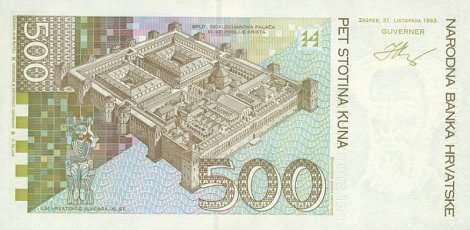 500
SPLIT, DIOKLECIJANOVA PALAČA
ZAGREB, 31. LISTOPADA 1993.
GUVERNER
PET STOTINA KUNA
NARODNA BANKA HRVATSKE
500